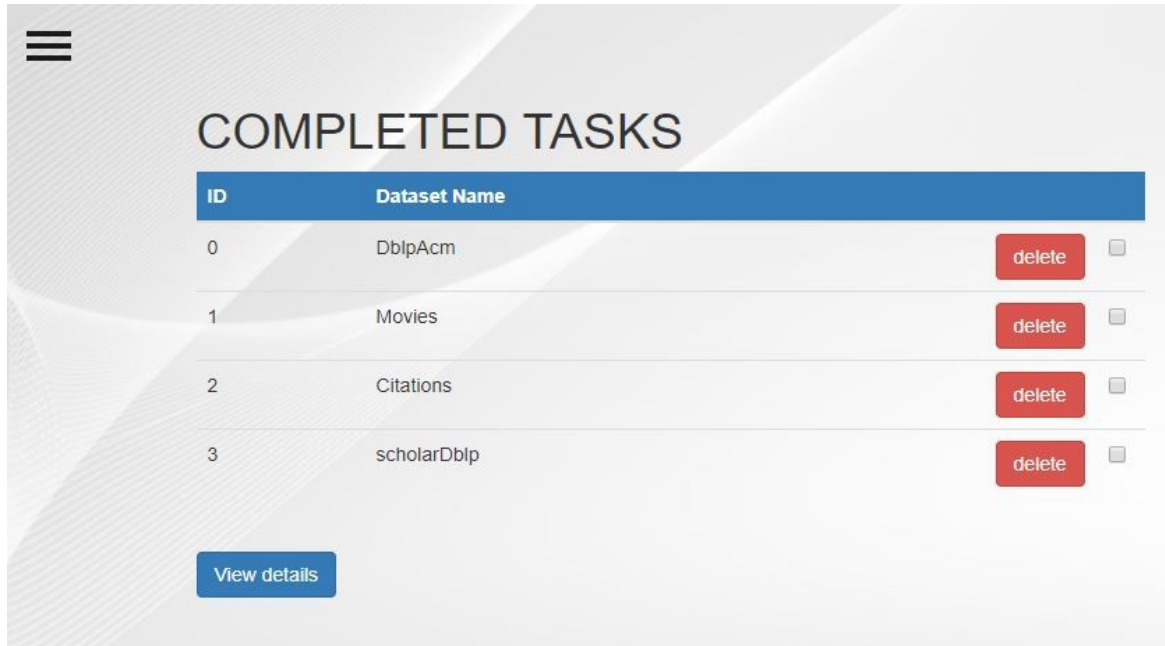 COMPLETED TASKS
ID Dataset Name
0 DblpAcm delete
1 Movies delete
2 Citations delete
3 scholarDblp delete
View details